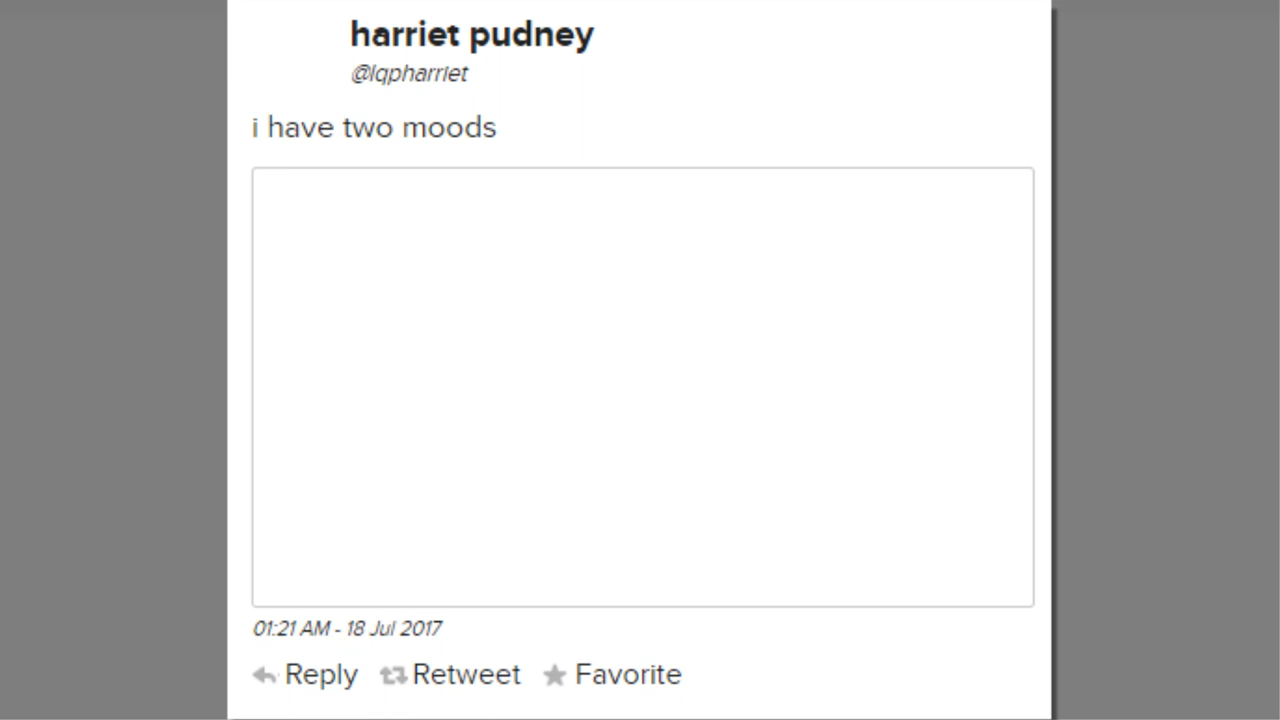 harriet pudney
@lqpharriet
i have two moods
01:21 AM - 18 Jul 2017
Reply Retweet Favorite